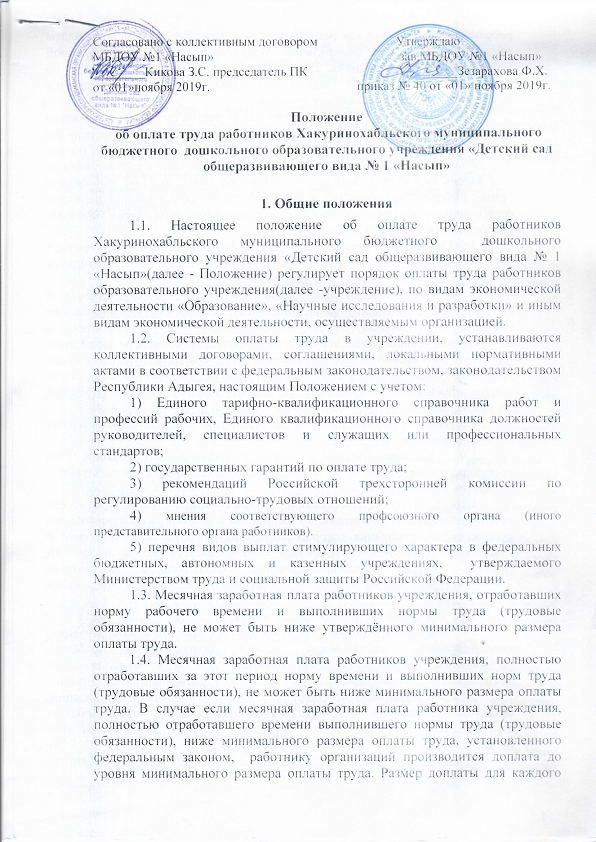 Согласовано с коллективным договором Утверждаю
МБДОУ №1 «Насып» зав.МБДОУ №1 «Насып»
Кикова З.С. председатель ПК Зезарахова Ф.Х.
от «01»ноября 2019г. приказ № 40 от «01»ноября 2019г.
Положение
об оплате труда работников Хакуринохабльского муниципального
бюджетного дошкольного образовательного учреждения «Детский сад
общеразвивающего вида № 1 «Насып»
1. Общие положения
1.1. Настоящее положение об оплате труда работников
Хакуринохабльского муниципального бюджетного дошкольного
образовательного учреждения «Детский сад общеразвивающего вида № 1
«Насып»(далее - Положение) регулирует порядок оплаты труда работников
образовательного учреждения(далее -учреждение), по видам экономической
деятельности «Образование», «Научные исследования и разработки» и иным
видам экономической деятельности, осуществляемым организацией.
1.2. Системы оплаты труда в учреждении, устанавливаются
коллективными договорами, соглашениями, локальными нормативными
актами в соответствии с федеральным законодательством, законодательством
Республики Адыгея, настоящим Положением с учетом:
1) Единого тарифно-квалификационного справочника работ и
профессий рабочих, Единого квалификационного справочника должностей
руководителей, специалистов и служащих или профессиональных
стандартов;
2) государственных гарантий по оплате труда;
3) рекомендаций Российской трехсторонней комиссии по
регулированию социально-трудовых отношений;
4) мнения соответствующего профсоюзного органа (иного
представительного органа работников).
5) перечня видов выплат стимулирующего характера в федеральных
бюджетных, автономных и казенных учреждениях, утверждаемого
Министерством труда и социальной защиты Российской Федерации.
1.3. Месячная заработная плата работников учреждения, отработавших
норму рабочего времени и выполнивших нормы труда (трудовые
обязанности), не может быть ниже утверждённого минимального размера
оплаты труда.
1.4. Месячная заработная плата работников учреждения, полностью
отработавших за этот период норму времени и выполнивших норм труда
(трудовые обязанности), не может быть ниже минимального размера оплаты
труда. В случае если месячная заработная плата работника учреждения,
полностью отработавшего времени выполнившего нормы труда (трудовые
обязанности), ниже минимального размера оплаты труда, установленного
федеральным законом, работнику организаций производится доплата до
уровня минимального размера оплаты труда. Размер доплаты для каждого